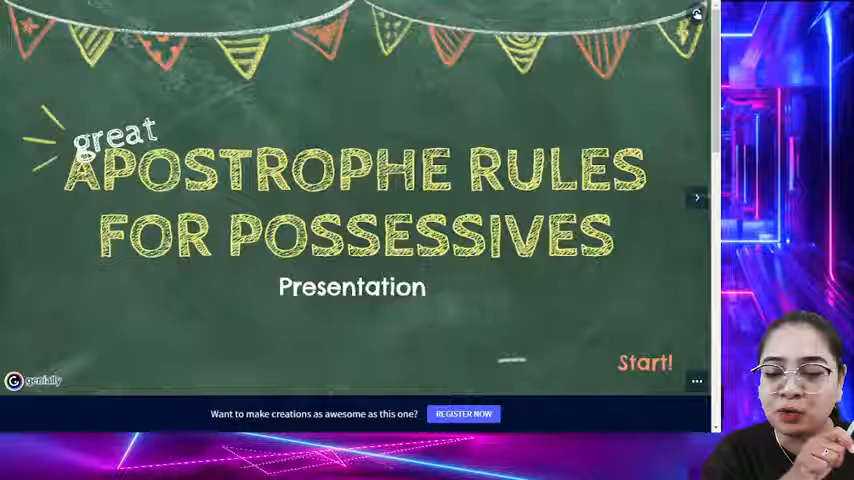 great
APOSTROPHE RULES
FOR POSSESSIVES
Presentation
Start!
genially
Want to make creations as awesome as this one? REGISTER NOW